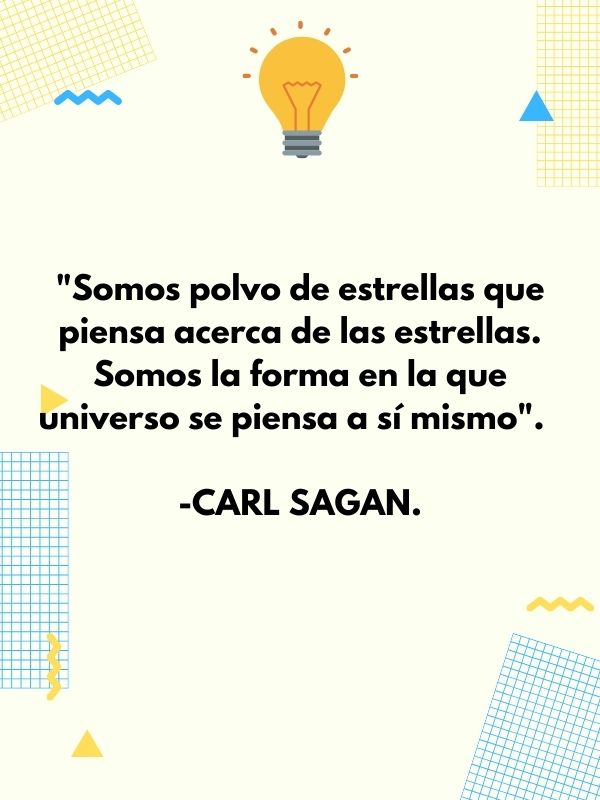 "Somos polvo de estrellas que
piensa acerca de las estrellas.
Somos la forma en la que
universo se piensa a sí mismo".
-CARL SAGAN.